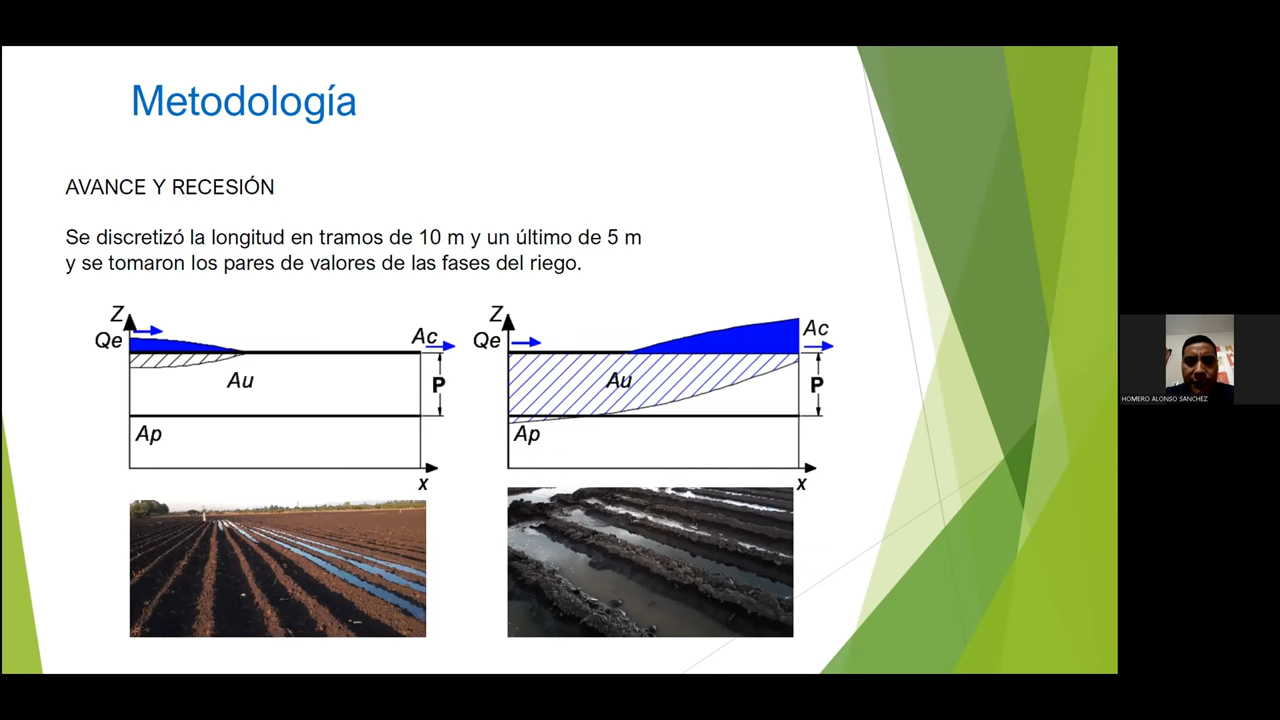 Metodología
AVANCE Y RECESIÓN
Se discretizó la longitud en tramos de 10 m y un último de 5 m
y se tomaron los pares de valores de las fases del riego.
Z
Qe
Ac
Au
P
Ap
x
Z
Qe
Ac
Au
P
Ap
x
HOMERO ALONSO SANCHEZ